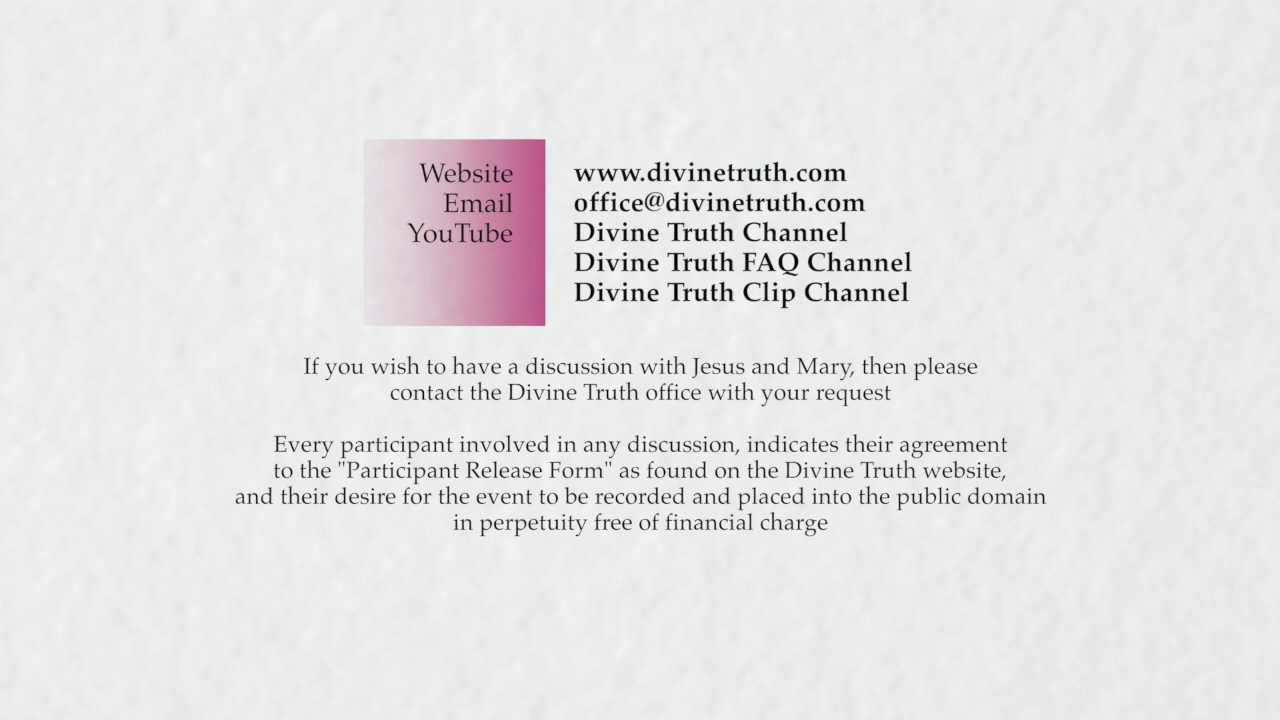 Website www.divinetruth.com
Email office@divinetruth.com
YouTube Divine Truth Channel
Divine Truth FAQ Channel
Divine Truth Clip Channel
If you wish to have a discussion with Jesus and Mary, then please
contact the Divine Truth office with your request
Every participant involved in any discussion, indicates their agreement
to the "Participant Release Form" as found on the Divine Truth website,
and their desire for the event to be recorded and placed into the public domain
in perpetuity free of financial charge